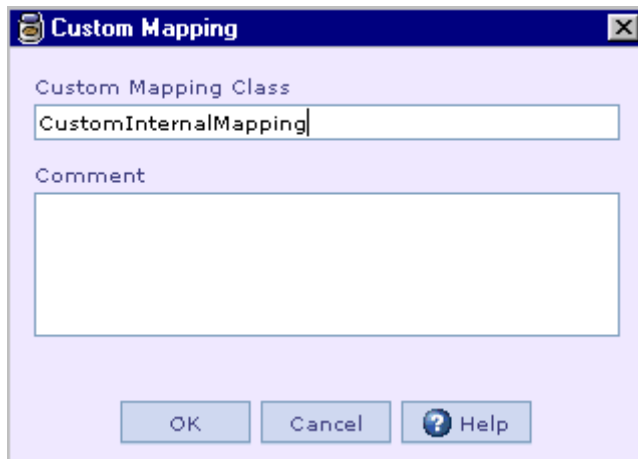 Custom Mapping
Custom Mapping Class
CustomInternalMapping
Comment
OK Cancel Help